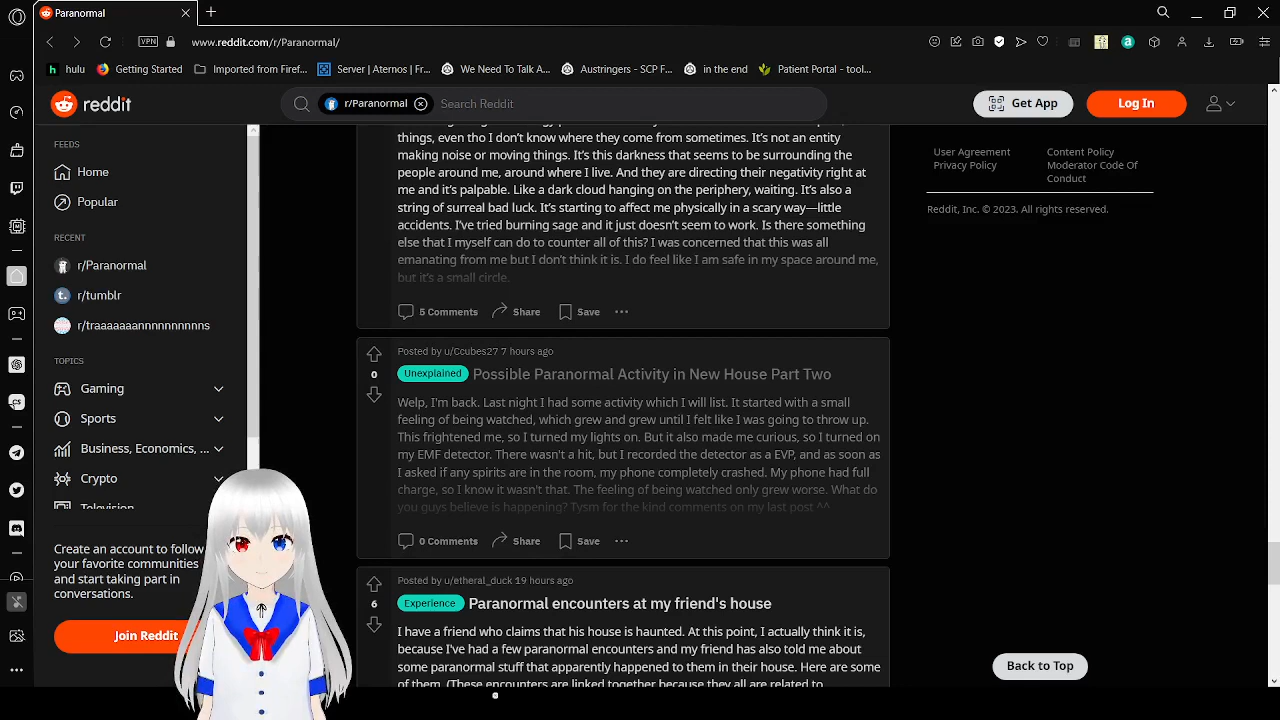 Paranormal
VPN
www.reddit.com/r/Paranormal/
hulu
Getting Started
Imported from Firef...
Server | Aternos | Fr...
We Need To Talk A...
Austringers - SCP F...
in the end
Patient Portal - tool...
reddit
r/Paranormal
Search Reddit
Get App
Log In
FEEDS
Home
Popular
RECENT
r/Paranormal
r/tumblr
r/traaaaaaannnnnnnnnns
TOPICS
Gaming
Sports
Business, Economics, ...
Crypto
Television
Create an account to follow
your favorite communities
and start taking part in
conversations.
Join Reddit
things, even tho I don't know where they come from sometimes. It's not an entity
making noise or moving things. It's this darkness that seems to be surrounding the
people around me, around where I live. And they are directing their negativity right at
me and it's palpable. Like a dark cloud hanging on the periphery, waiting. It's also a
string of surreal bad luck. It's starting to affect me physically in a scary way—little
accidents. I've tried burning sage and it just doesn't seem to work. Is there something
else that I myself can do to counter all of this? I was concerned that this was all
emanating from me but I don't think it is. I do feel like I am safe in my space around me,
but it's a small circle.
5 Comments
Share
Save
Posted by u/Ccubes27 7 hours ago
0
Unexplained
Possible Paranormal Activity in New House Part Two
Welp, I'm back. Last night I had some activity which I will list. It started with a small
feeling of being watched, which grew and grew until I felt like I was going to throw up.
This frightened me, so I turned my lights on. But it also made me curious, so I turned on
my EMF detector. There wasn't a hit, but I recorded the detector as a EVP, and as soon as
I asked if any spirits are in the room, my phone completely crashed. My phone had full
charge, so I know it wasn't that. The feeling of being watched only grew worse. What do
you guys believe is happening? Tysm for the kind comments on my last post ^^
0 Comments
Share
Save
Posted by u/etheral_duck 19 hours ago
6
Experience
Paranormal encounters at my friend's house
I have a friend who claims that his house is haunted. At this point, I actually think it is,
because I've had a few paranormal encounters and my friend has also told me about
some paranormal stuff that apparently happened to them in their house. Here are some
of them. (These encounters are linked together because they all are related to
User Agreement
Privacy Policy
Content Policy
Moderator Code Of
Conduct
Reddit, Inc. © 2023. All rights reserved.
Back to Top